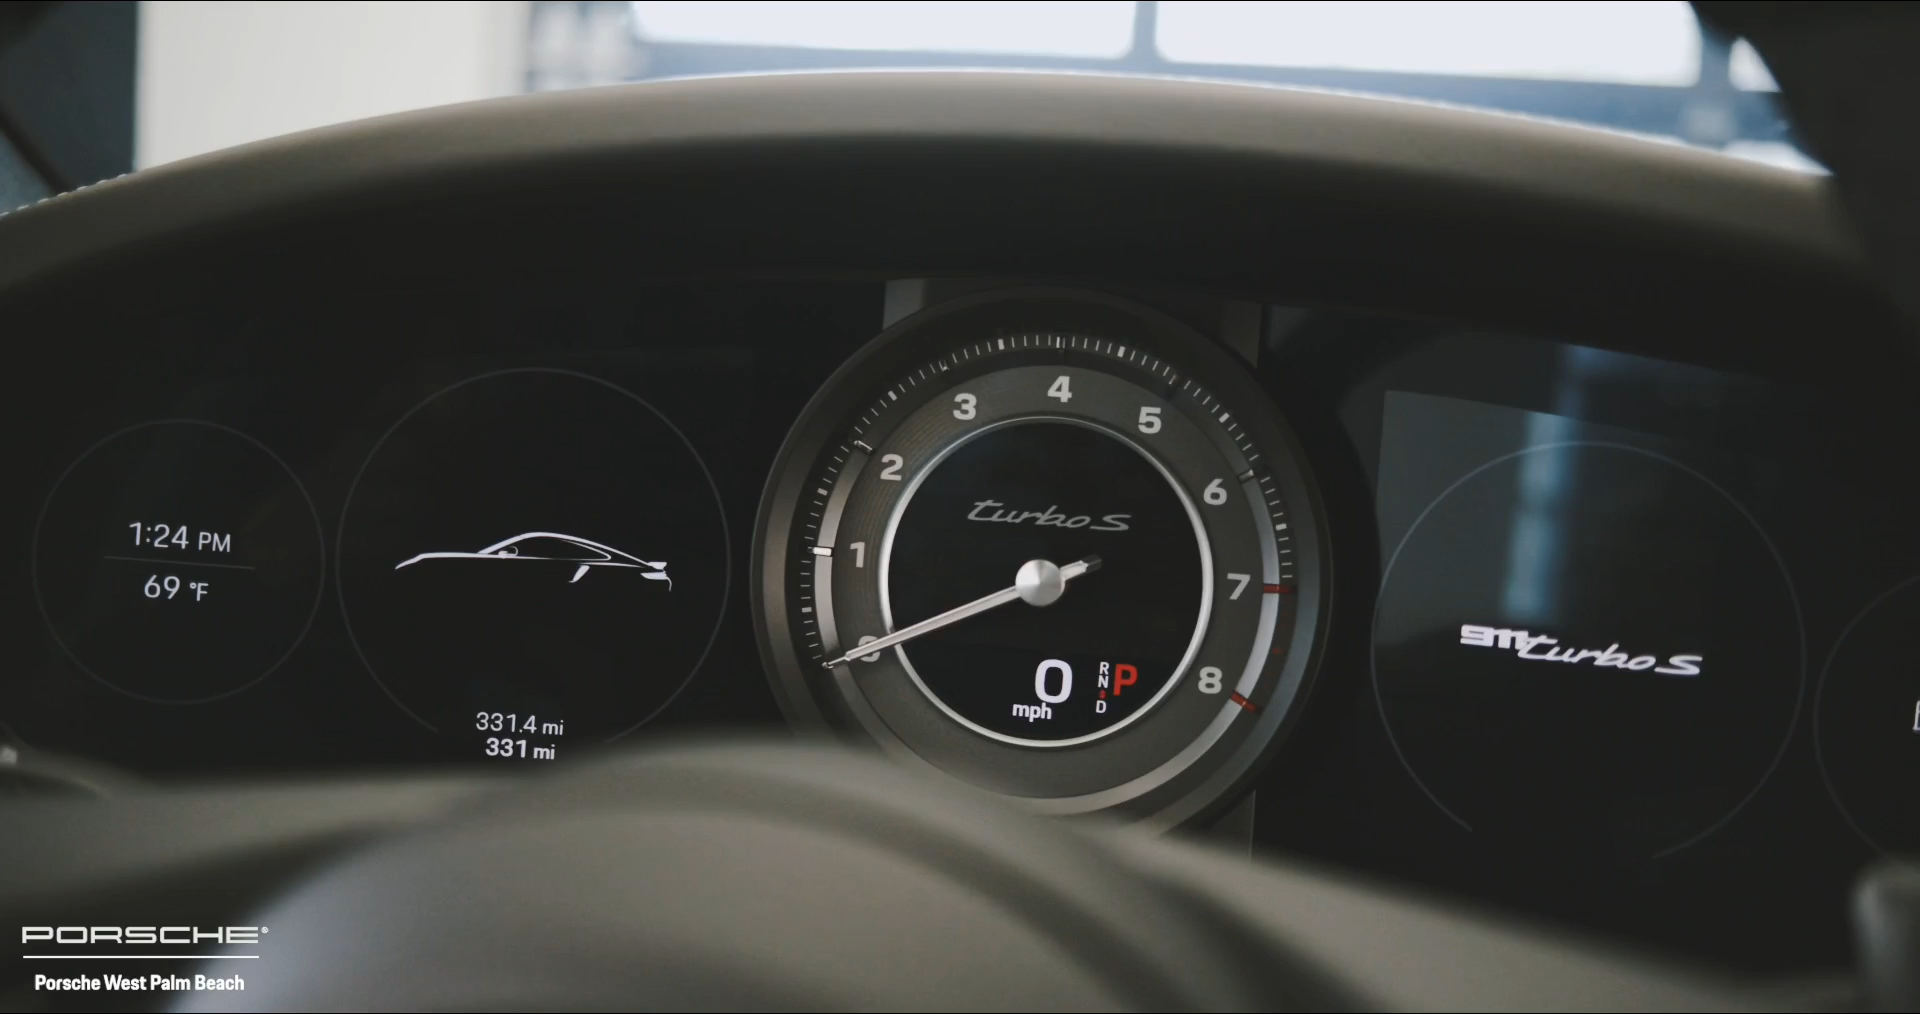 1:24 PM
69 °F
331.4 mi
331 mi
0
1
2
3
4
5
6
7
8
turbo S
0
mph
R
N
D
P
911 turbo S
PORSCHE®
Porsche West Palm Beach